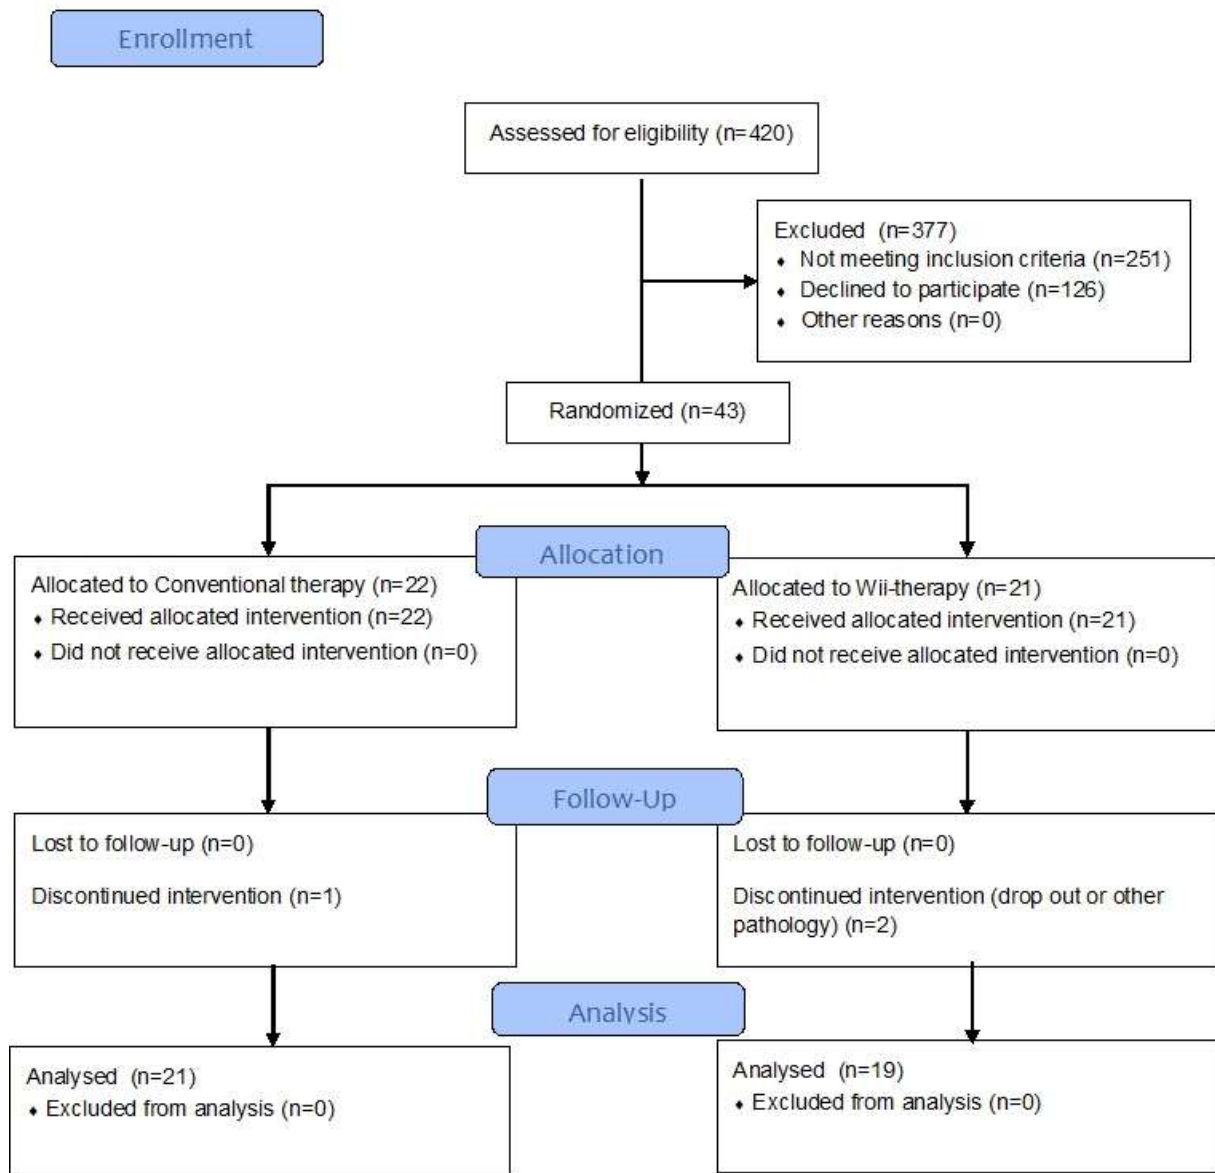 Enrollment
Assessed for eligibility (n=420)
Excluded (n=377)
♦ Not meeting inclusion criteria (n=251)
♦ Declined to participate (n=126)
♦ Other reasons (n=0)
Randomized (n=43)
Allocation
Allocated to Conventional therapy (n=22)
♦ Received allocated intervention (n=22)
♦ Did not receive allocated intervention (n=0)
Allocated to Wii-therapy (n=21)
♦ Received allocated intervention (n=21)
♦ Did not receive allocated intervention (n=0)
Follow-Up
Lost to follow-up (n=0)
Discontinued intervention (n=1)
Lost to follow-up (n=0)
Discontinued intervention (drop out or other
pathology) (n=2)
Analysis
Analysed (n=21)
♦ Excluded from analysis (n=0)
Analysed (n=19)
♦ Excluded from analysis (n=0)